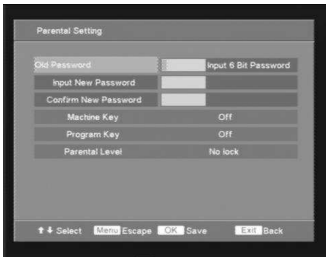 Parental Setting
Old Password Input 6 Bit Password
Input New Password
Confirm New Password
Machine Key Off
Program Key Off
Parental Level No lock
Select Menu Escape OK Save Exit Back